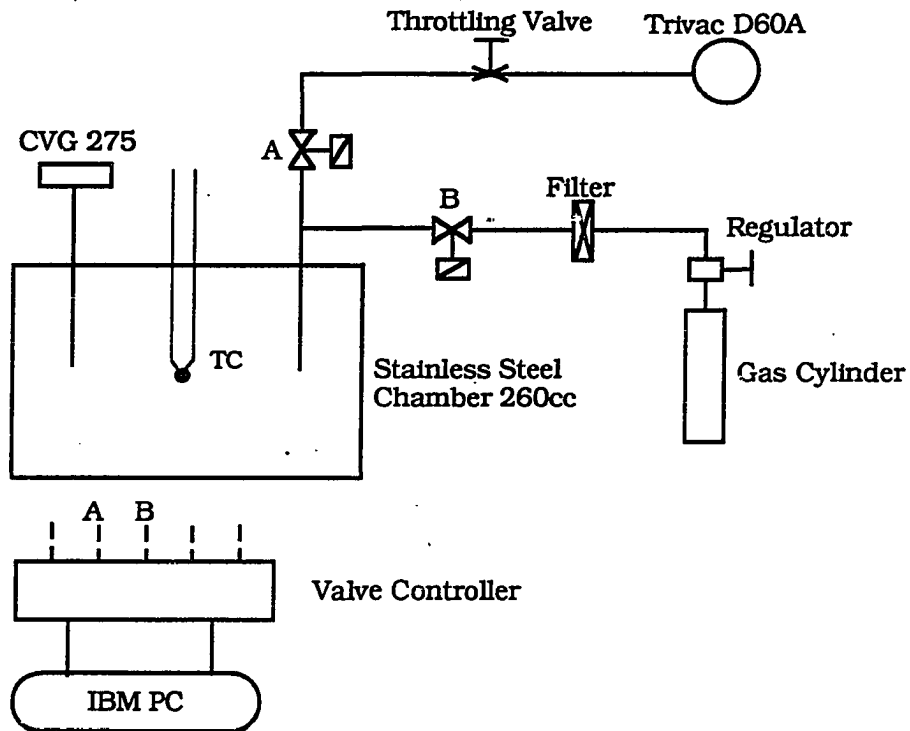 Throttling Valve
Trivac D60A
CVG 275
A
B
Filter
Regulator
TC
Stainless Steel
Chamber 260cc
Gas Cylinder
A B
Valve Controller
IBM PC